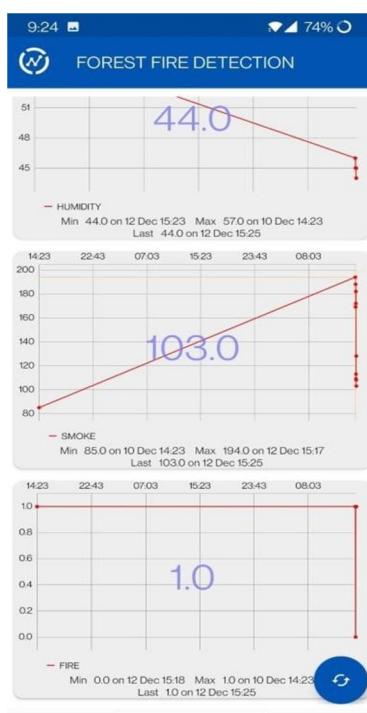 9:24 74%
FOREST FIRE DETECTION
51
48
45
44.0
HUMIDITY
Min 44.0 on 12 Dec 15:23 Max 57.0 on 10 Dec 14:23
Last 44.0 on 12 Dec 15:25
14:23 22:43 07:03 15:23 23:43 08:03
200
180
160
140
120
100
80
103.0
SMOKE
Min 85.0 on 10 Dec 14:23 Max 194.0 on 12 Dec 15:17
Last 103.0 on 12 Dec 15:25
14:23 22:43 07:03 15:23 23:43 08:03
1.0
0.8
0.6
0.4
0.2
0.0
1.0
FIRE
Min 0.0 on 12 Dec 15:18 Max 1.0 on 10 Dec 14:23
Last 1.0 on 12 Dec 15:25